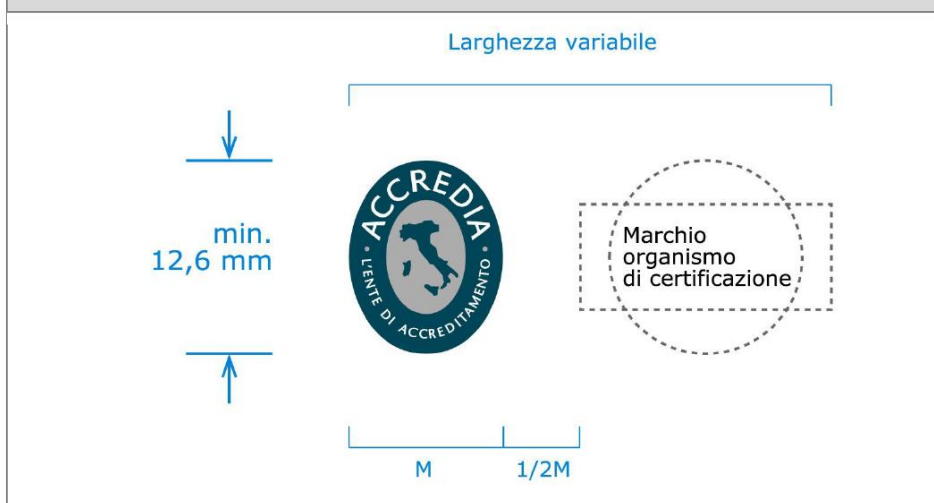 Larghezza variabile
min.
12,6 mm
ACCREDIA
L'ENTE DI ACCREDITAMENTO
Marchio
organismo
di certificazione
M
1/2M